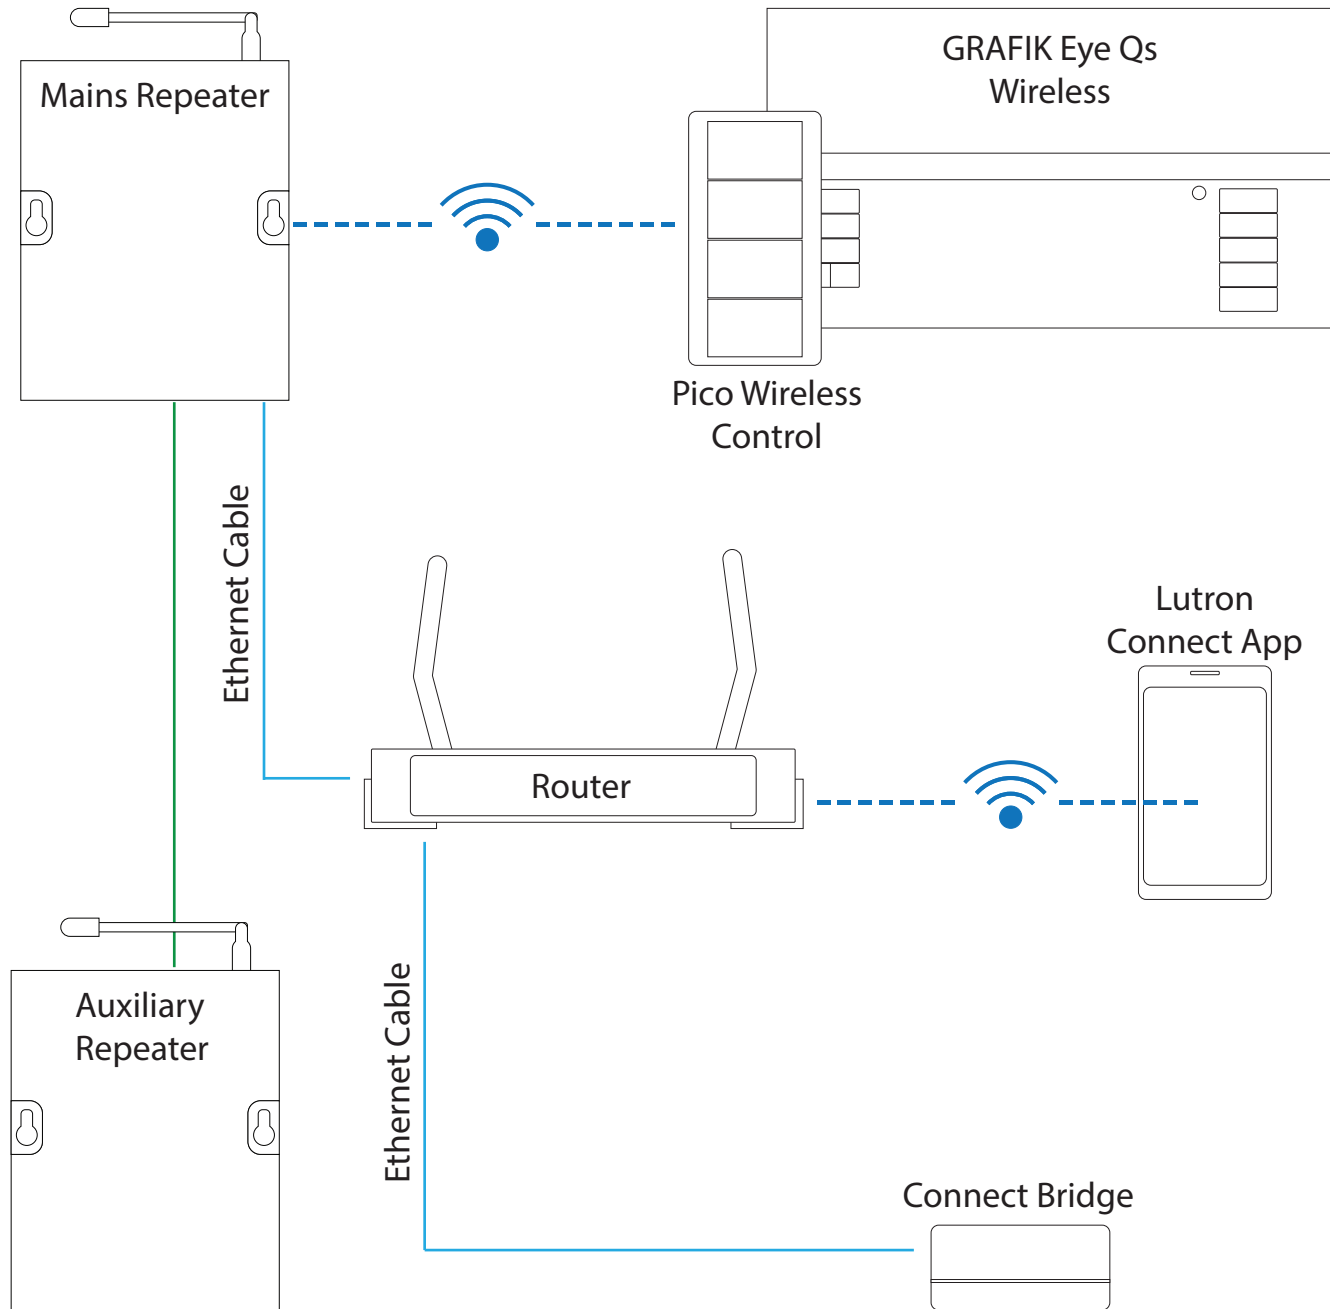 Mains Repeater
GRAFIK Eye Qs
Wireless
Pico Wireless
Control
Ethernet Cable
Lutron
Connect App
Router
Auxiliary
Repeater
Ethernet Cable
Connect Bridge